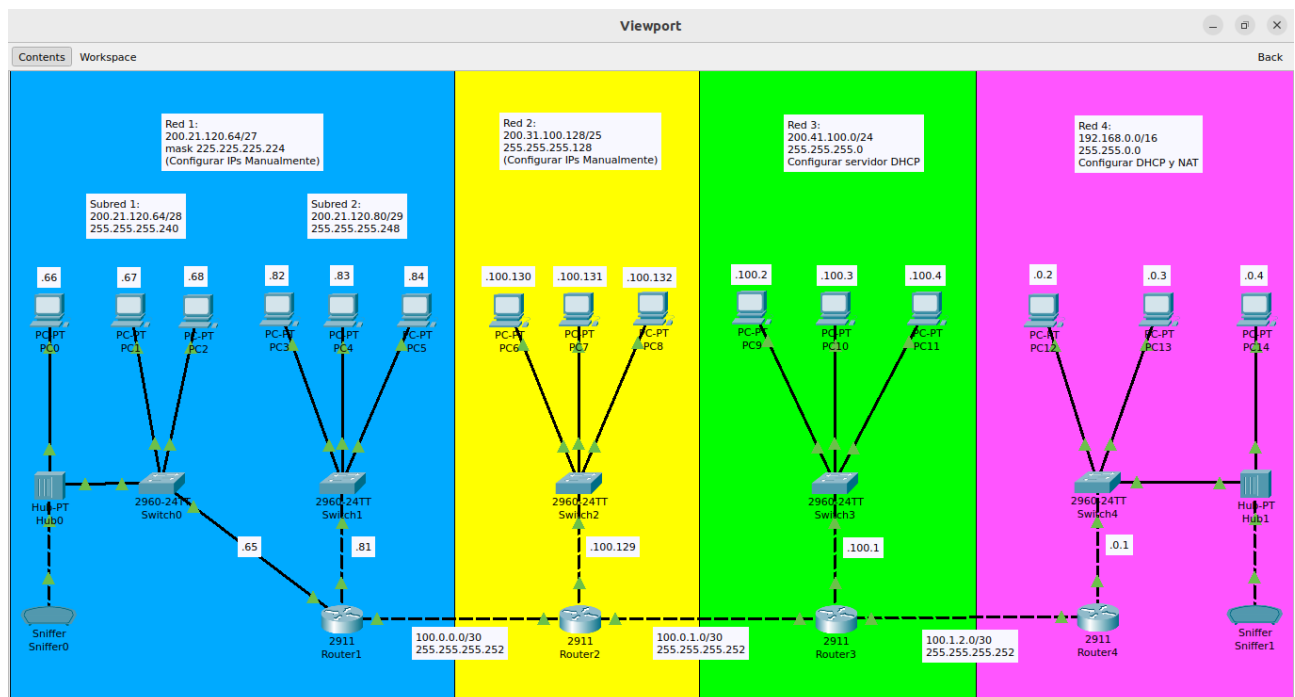 Viewport
Contents Workspace Back
Red 1:
200.21.120.64/27
mask 225.225.225.224
(Configurar IPs Manualmente)
Red 2:
200.31.100.128/25
255.255.255.128
(Configurar IPs Manualmente)
Red 3:
200.41.100.0/24
255.255.255.0
Configurar servidor DHCP
Red 4:
192.168.0.0/16
255.255.0.0
Configurar DHCP y NAT
Subred 1:
200.21.120.64/28
255.255.255.240
Subred 2:
200.21.120.80/29
255.255.255.248
.66
.67
.68
.82
.83
.84
.100.130
.100.131
.100.132
.100.2
.100.3
.100.4
.0.2
.0.3
.0.4
PC-PT
PC0
PC-PT
PC1
PC-PT
PC2
PC-PT
PC3
PC-PT
PC4
PC-PT
PC5
PC-PT
PC6
PC-PT
PC7
PC-PT
PC8
PC-PT
PC9
PC-PT
PC10
PC-PT
PC11
PC-PT
PC12
PC-PT
PC13
PC-PT
PC14
Hub-PT
Hub0
2960-24TT
Switch0
2960-24TT
Switch1
2960-24TT
Switch2
2960-24TT
Switch3
2960-24TT
Switch4
Hub-PT
Hub1
.65
.81
.100.129
.100.1
.0.1
Sniffer
Sniffer0
2911
Router1
100.0.0.0/30
255.255.255.252
2911
Router2
100.0.1.0/30
255.255.255.252
2911
Router3
100.1.2.0/30
255.255.255.252
2911
Router4
Sniffer
Sniffer1